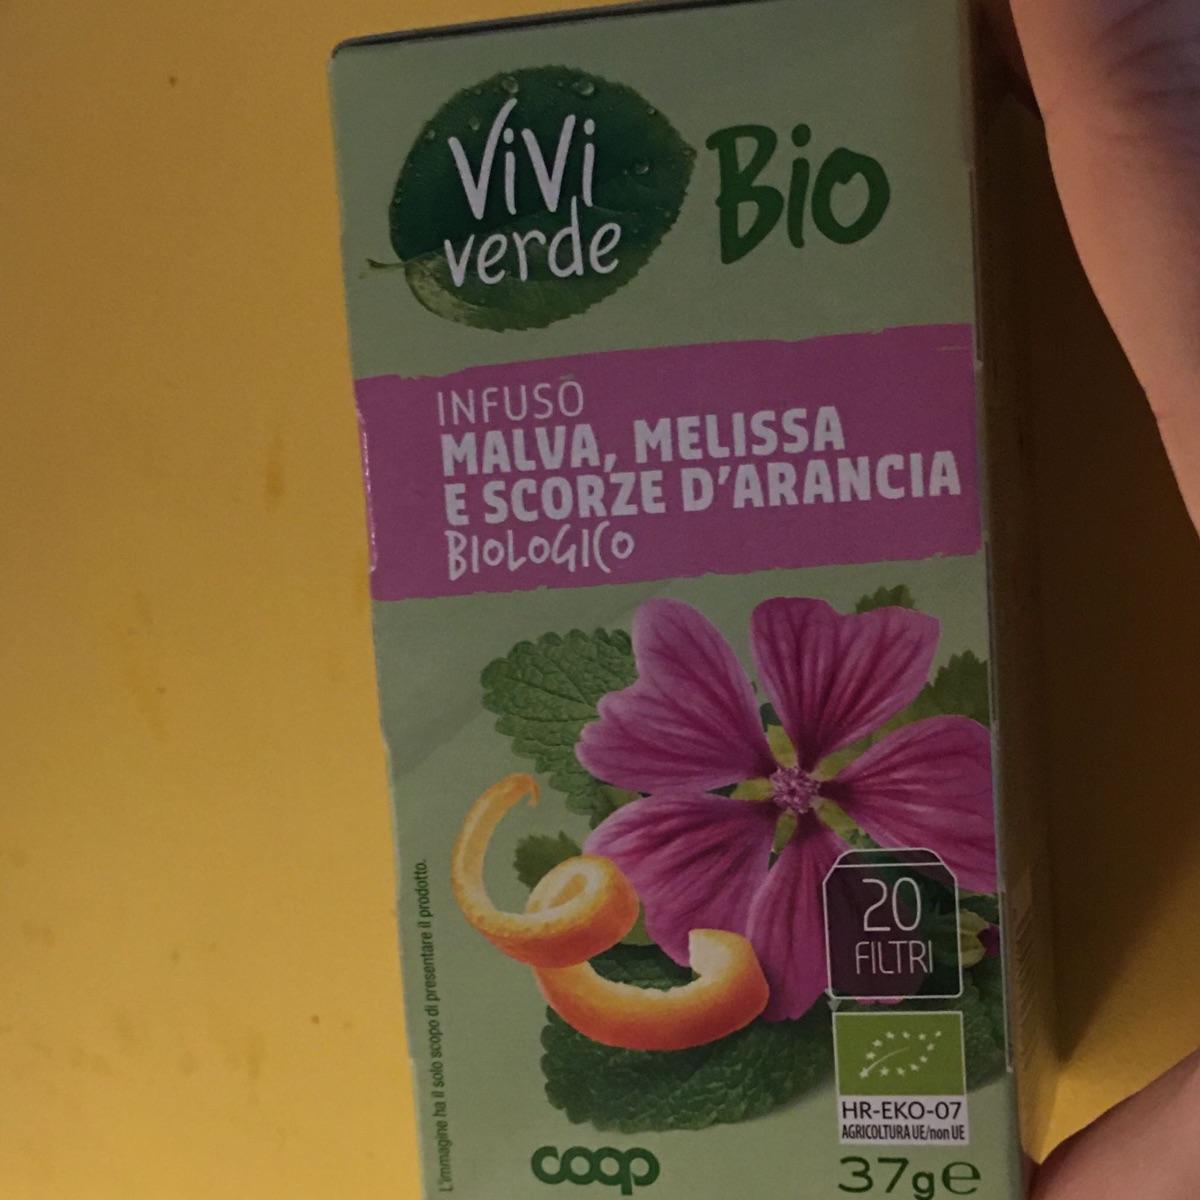 ViVi
verde
Bio
INFUSO
MALVA, MELISSA
E SCORZE D'ARANCIA
BIOLOGICO
L'immagine ha il solo scopo di presentare il prodotto.
20
FILTRI
HR-EKO-07
AGRICOLTURA UE/non UE
coop
37g℮